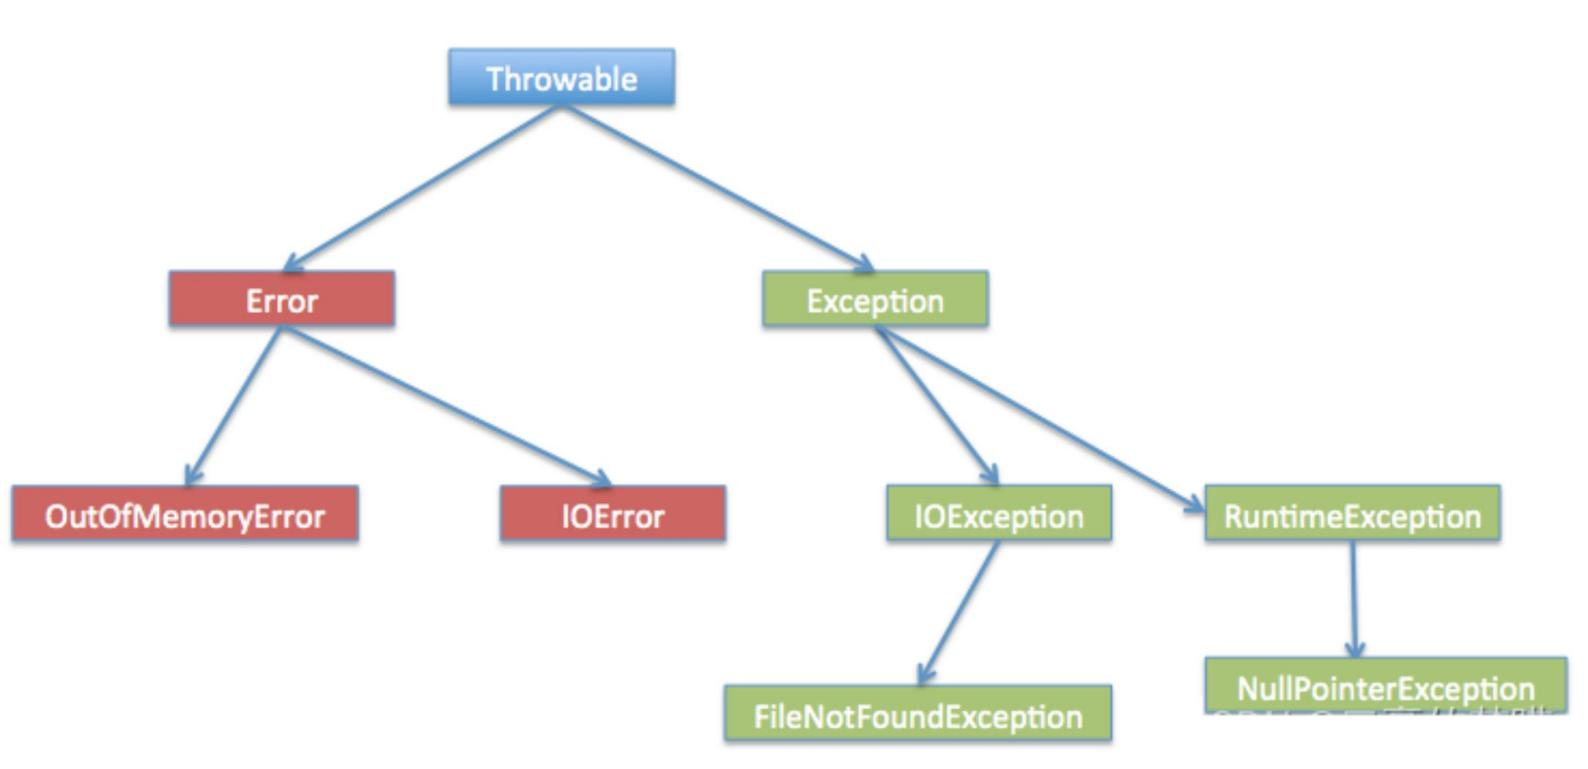 Throwable
Error
Exception
OutOfMemoryError
IOError
IOException
RuntimeException
NullPointerException
FileNotFoundException